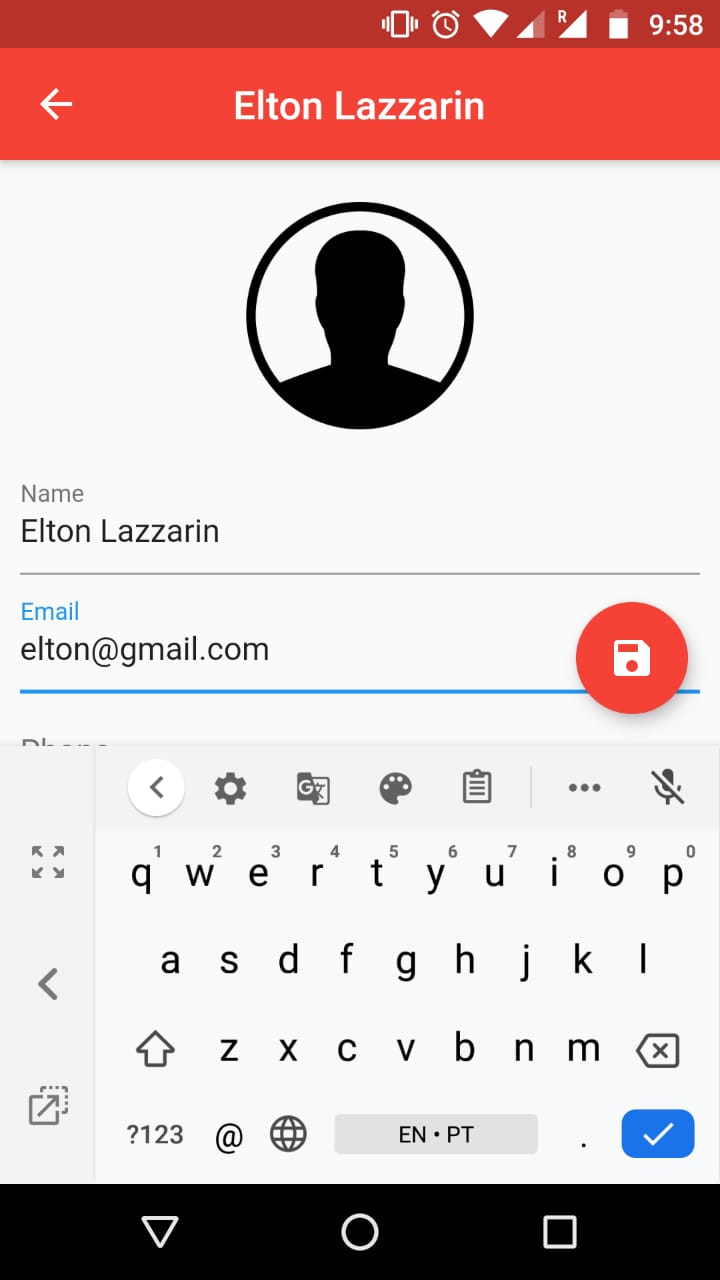 R 9:58
Elton Lazzarin
Name
Elton Lazzarin
Email
elton@gmail.com
Phone
1 2 3 4 5 6 7 8 9 0
q w e r t y u i o p
a s d f g h j k l
z x c v b n m
?123 @ EN • PT .